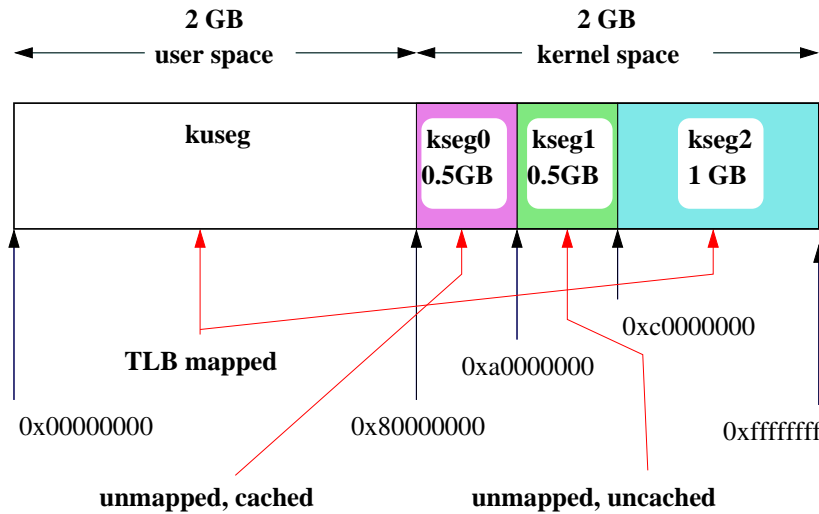 2 GB
user space
2 GB
kernel space
kuseg
kseg0
0.5GB
kseg1
0.5GB
kseg2
1 GB
0xc0000000
TLB mapped
0xa0000000
0x00000000
0x80000000
0xffffffff
unmapped, cached
unmapped, uncached